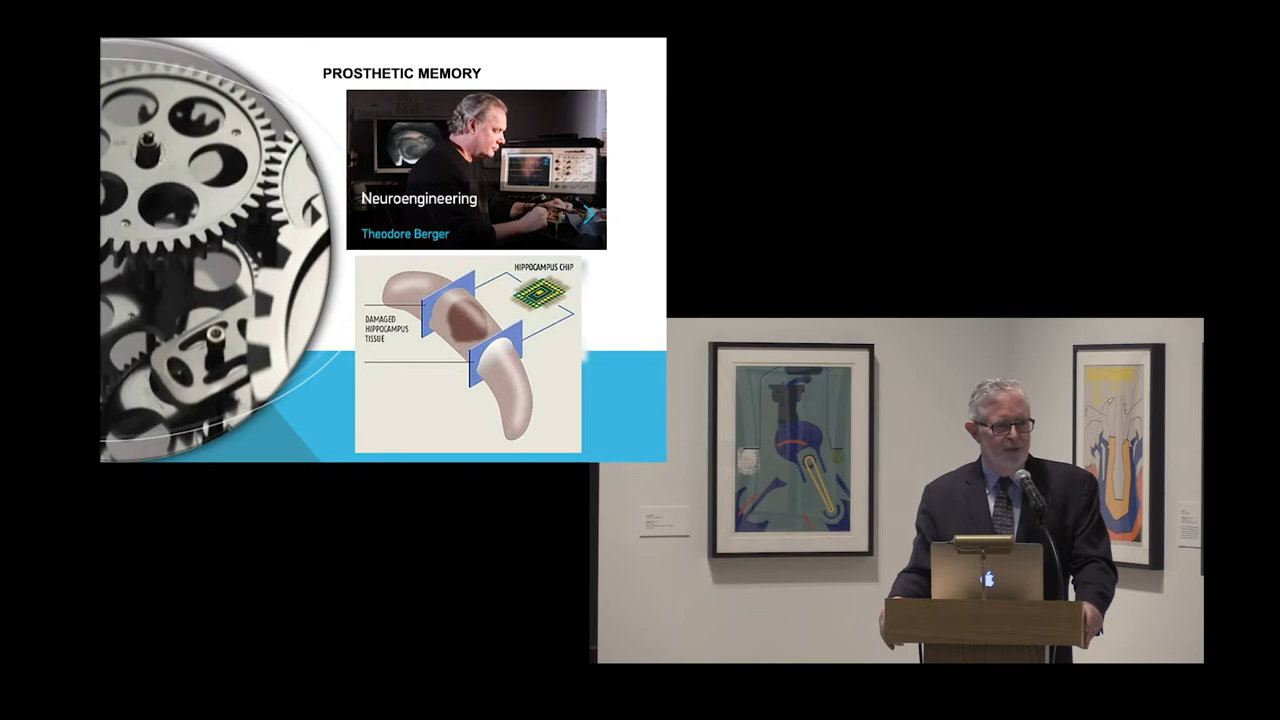 PROSTHETIC MEMORY
Neuroengineering
Theodore Berger
HIPPOCAMPUS CHIP
DAMAGED
HIPPOCAMPUS
TISSUE